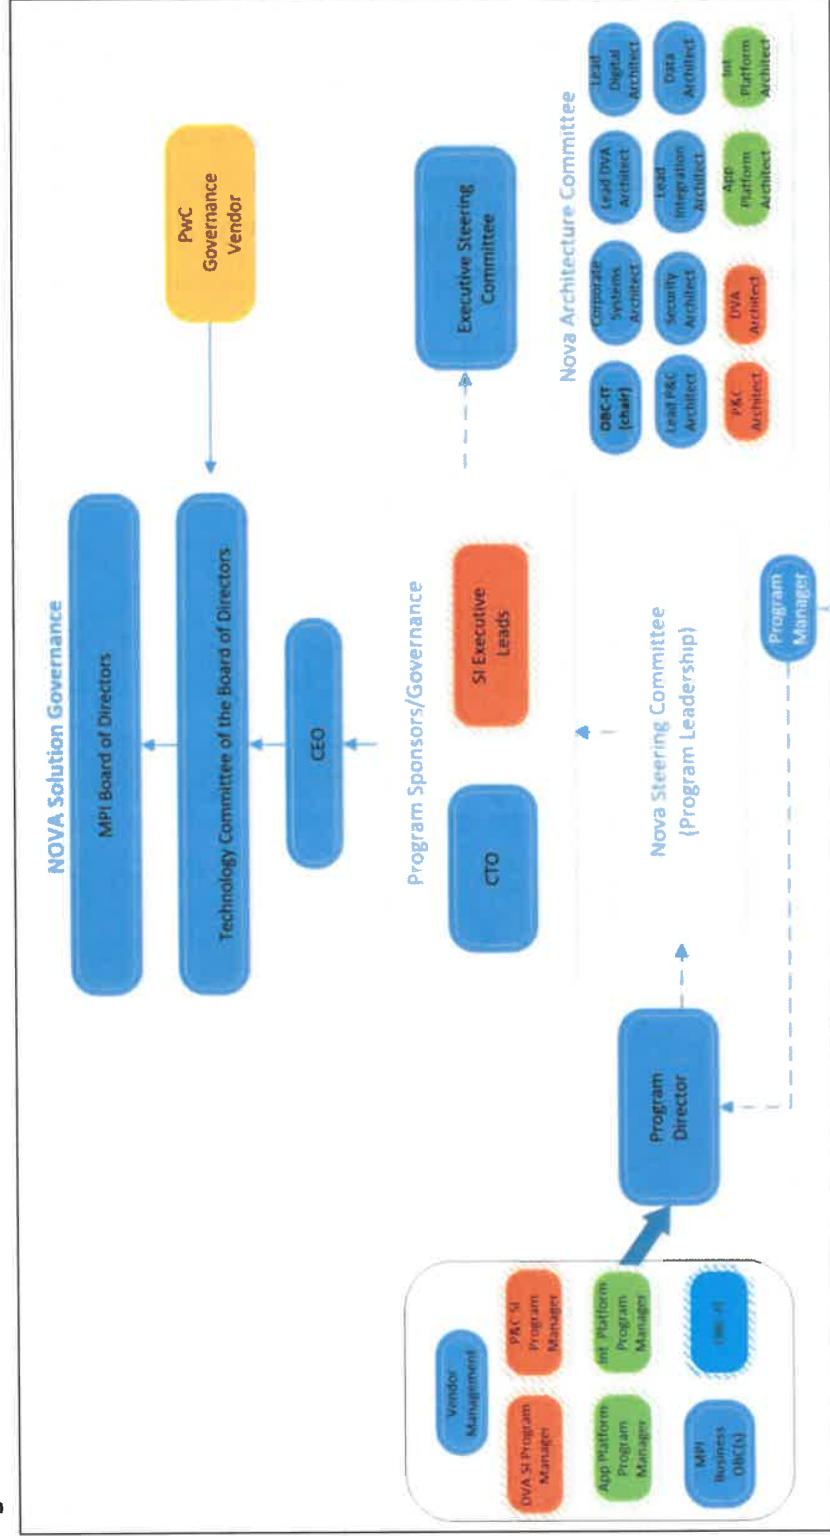 NOVA Solution Governance
MPI Board of Directors
Technology Committee of the Board of Directors
PwC
Governance
Vendor
CEO
Program Sponsors/Governance
CTO
SI Executive
Leads
Executive Steering
Committee
Nova Steering Committee
(Program Leadership)
Nova Architecture Committee
OBC-IT
(chair)
Corporate
Systems
Architect
Lead DVA
Architect
Lead
Digital
Architect
Lead P&C
Architect
Security
Architect
Lead
Integration
Architect
Data
Architect
P&C
Architect
DVA
Architect
App
Platform
Architect
Int
Platform
Architect
Program
Manager
Program
Director
Vendor
Management
DVA SI Program
Manager
P&C SI
Program
Manager
App Platform
Program
Manager
Int Platform
Program
Manager
MPI
Business
OBC(s)